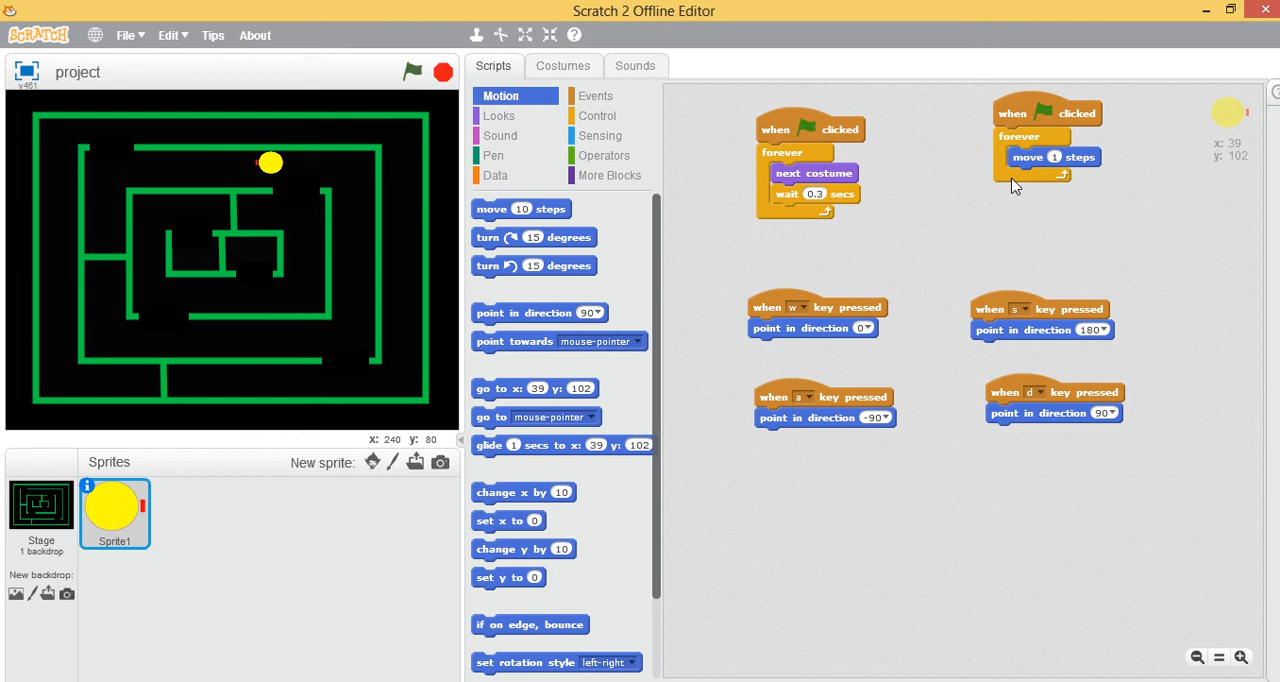 Scratch 2 Offline Editor
SCRATCH
File
Edit
Tips
About
project
v461
x: 240 y: 80
Sprites
New sprite:
Stage
1 backdrop
New backdrop:
Sprite1
Scripts
Costumes
Sounds
Motion
Events
Looks
Control
Sound
Sensing
Pen
Operators
Data
More Blocks
move 10 steps
turn 15 degrees
turn 15 degrees
point in direction 90
point towards mouse-pointer
go to x: 39 y: 102
go to mouse-pointer
glide 1 secs to x: 39 y: 102
change x by 10
set x to 0
change y by 10
set y to 0
if on edge, bounce
set rotation style left-right
when clicked
forever
next costume
wait 0.3 secs
when clicked
forever
move 1 steps
x: 39
y: 102
when w key pressed
point in direction 0
when s key pressed
point in direction 180
when a key pressed
point in direction -90
when d key pressed
point in direction 90